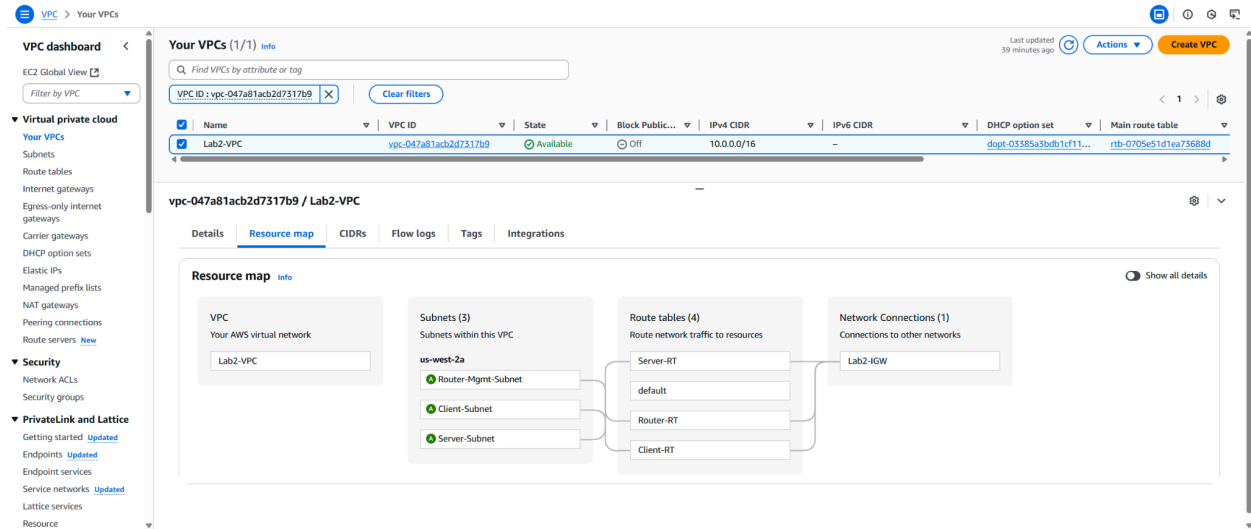 VPC > Your VPCs
VPC dashboard
EC2 Global View
Filter by VPC
Virtual private cloud
Your VPCs
Subnets
Route tables
Internet gateways
Egress-only internet
gateways
Carrier gateways
DHCP option sets
Elastic IPs
Managed prefix lists
NAT gateways
Peering connections
Route servers New
Security
Network ACLs
Security groups
PrivateLink and Lattice
Getting started Updated
Endpoints Updated
Endpoint services
Service networks Updated
Lattice services
Resource
Your VPCs (1/1) Info
Last updated
39 minutes ago
Actions
Create VPC
Find VPCs by attribute or tag
VPC ID : vpc-047a81acb2d7317b9
Clear filters
1
Name VPC ID State Block Public... IPv4 CIDR IPv6 CIDR DHCP option set Main route table
Lab2-VPC vpc-047a81acb2d7317b9 Available Off 10.0.0.0/16 – dopt-03385a3bdb1cf11... rtb-0705e51d1ea73688d
vpc-047a81acb2d7317b9 / Lab2-VPC
Details Resource map CIDRs Flow logs Tags Integrations
Resource map Info
Show all details
VPC
Your AWS virtual network
Lab2-VPC
Subnets (3)
Subnets within this VPC
us-west-2a
A Router-Mgmt-Subnet
A Client-Subnet
A Server-Subnet
Route tables (4)
Route network traffic to resources
Server-RT
default
Router-RT
Client-RT
Network Connections (1)
Connections to other networks
Lab2-IGW